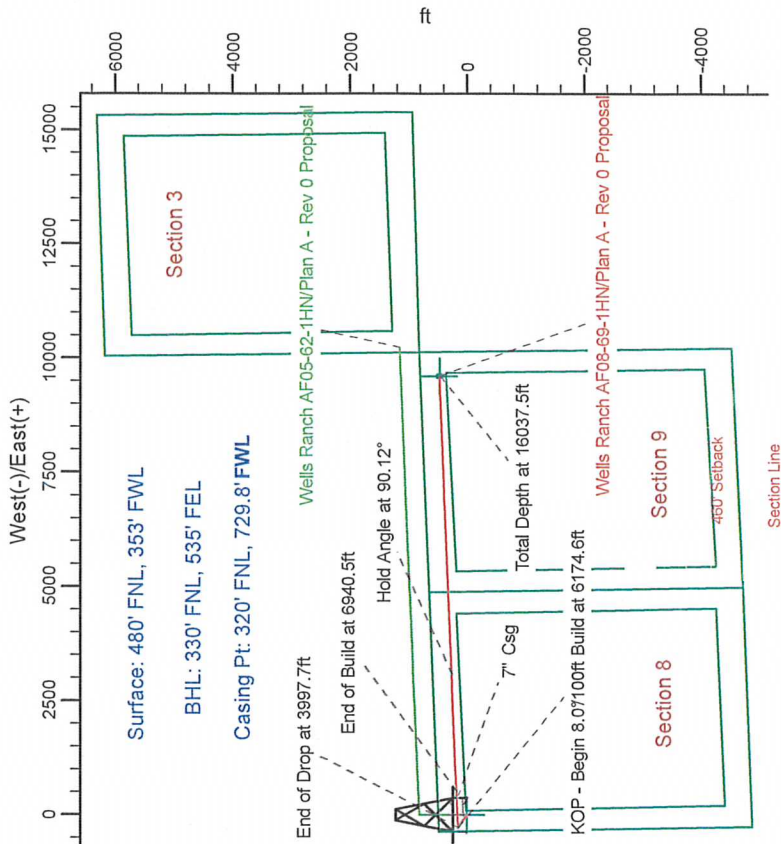 West(-)/East(+)
0
2500
5000
7500
10000
12500
15000
ft
6000
4000
2000
0
-2000
-4000
Surface: 480' FNL, 353' FWL
BHL: 330' FNL, 535' FEL
Casing Pt: 320' FNL, 729.8' FWL
Section 3
Wells Ranch AF05-62-1HN/Plan A - Rev 0 Proposal
End of Drop at 3997.7ft
End of Build at 6940.5ft
Hold Angle at 90.12°
7" Csg
Total Depth at 16037.5ft
KOP - Begin 8.0°/100ft Build at 6174.6ft
Wells Ranch AF08-69-1HN/Plan A - Rev 0 Proposal
Section 8
Section 9
460' Setback
Section Line